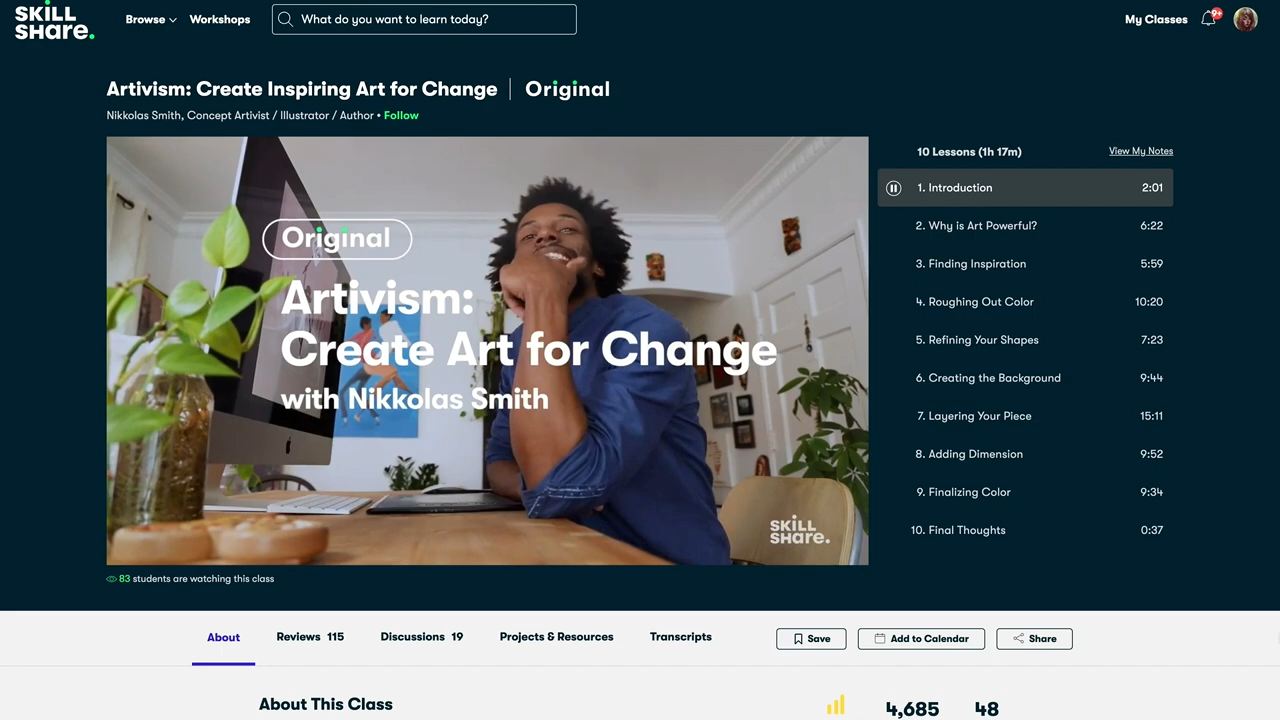 SKILL
SHARE.
Browse
Workshops
What do you want to learn today?
My Classes
9+
Artivism: Create Inspiring Art for Change | Original
Nikkolas Smith, Concept Artivist / Illustrator / Author • Follow
Original
Artivism:
Create Art for Change
with Nikkolas Smith
SKILL
SHARE.
83 students are watching this class
10 Lessons (1h 17m)
View My Notes
1. Introduction 2:01
2. Why is Art Powerful? 6:22
3. Finding Inspiration 5:59
4. Roughing Out Color 10:20
5. Refining Your Shapes 7:23
6. Creating the Background 9:44
7. Layering Your Piece 15:11
8. Adding Dimension 9:52
9. Finalizing Color 9:34
10. Final Thoughts 0:37
About
Reviews 115
Discussions 19
Projects & Resources
Transcripts
Save
Add to Calendar
Share
About This Class
4,685
48